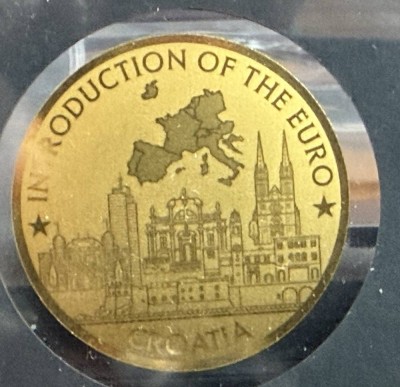 INTRODUCTION OF THE EURO
CROATIA